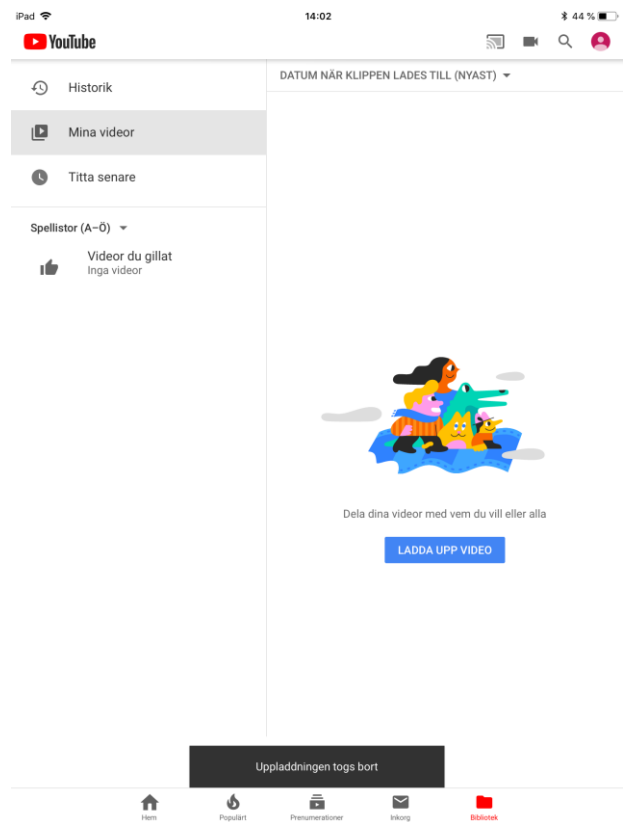 iPad 14:02 44 %
YouTube
Historik
Mina videor
Titta senare
Spellistor (A–Ö)
Videor du gillat
Inga videor
DATUM NÄR KLIPPEN LADES TILL (NYAST)
Dela dina videor med vem du vill eller alla
LADDA UPP VIDEO
Uppladdningen togs bort
Hem Populärt Prenumerationer Inkorg Bibliotek